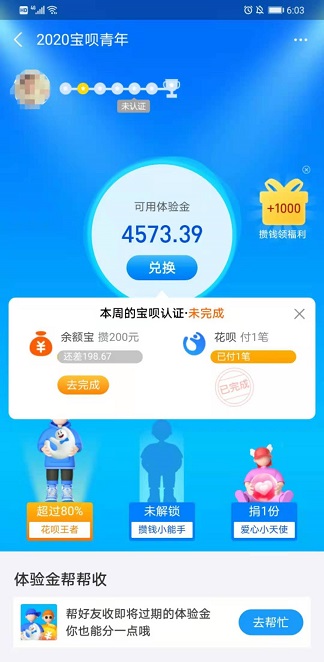 HD 4G 6:03
2020宝呗青年
未认证
可用体验金
4573.39
兑换
+1000
攒钱领福利
本周的宝呗认证·未完成
余额宝 攒200元
还差198.67
去完成
花呗 付1笔
已付1笔
已完成
超过80%
花呗王者
未解锁
攒钱小能手
捐1份
爱心小天使
体验金帮帮收
帮好友收即将过期的体验金
你也能分一点哦
去帮忙